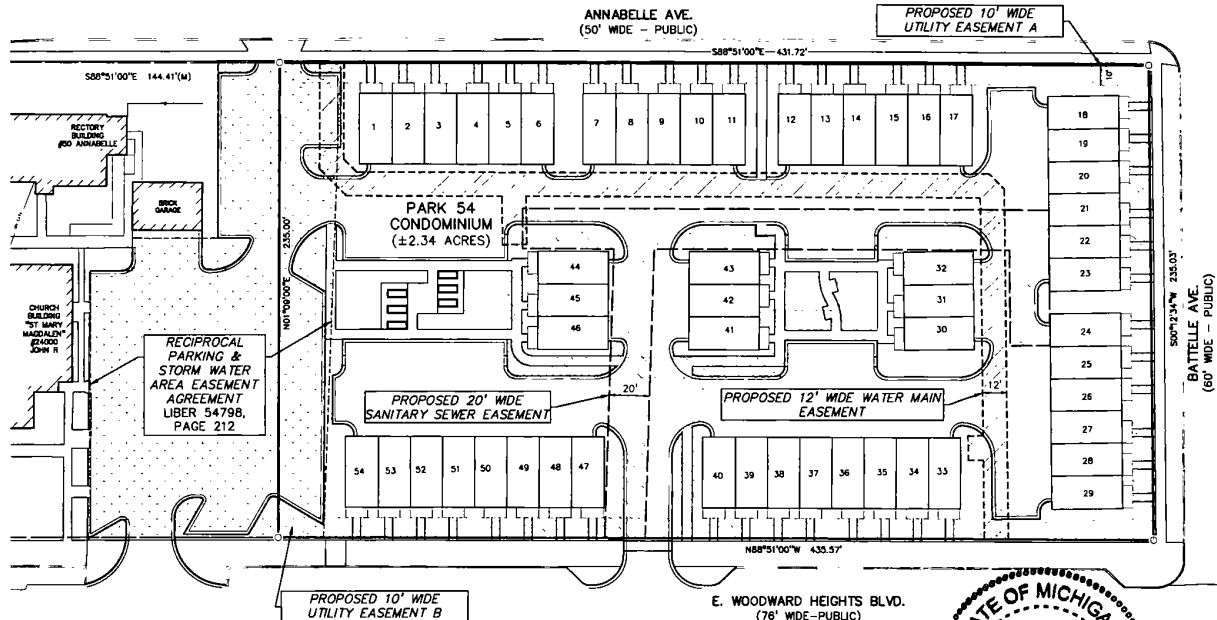 ANNABELLE AVE.
(50' WIDE - PUBLIC)
PROPOSED 10' WIDE
UTILITY EASEMENT A
S88°51'00"E 431.72'
S88°51'00"E 144.41'(M)
10'
RECTORY
BUILDING
#50 ANNABELLE
BRICK
GARAGE
1 2 3 4 5 6 7 8 9 10 11 12 13 14 15 16 17
18
19
20
21
22
23
24
25
26
27
28
29
PARK 54
CONDOMINIUM
(±2.34 ACRES)
N01°09'00"E 235.00'
44
45
46
43
42
41
32
31
30
S00°12'34"W 235.03'
BATTELLE AVE.
(60' WIDE - PUBLIC)
CHURCH
BUILDING
"ST MARY
MAGDALEN"
#24000
JOHN R
RECIPROCAL
PARKING &
STORM WATER
AREA EASEMENT
AGREEMENT
LIBER 54798,
PAGE 212
PROPOSED 20' WIDE
SANITARY SEWER EASEMENT
20'
PROPOSED 12' WIDE WATER MAIN
EASEMENT
12'
54 53 52 51 50 49 48 47 40 39 38 37 36 35 34 33
N88°51'00"W 435.57'
PROPOSED 10' WIDE
UTILITY EASEMENT B
E. WOODWARD HEIGHTS BLVD.
(76' WIDE-PUBLIC)
OF MICHIGA